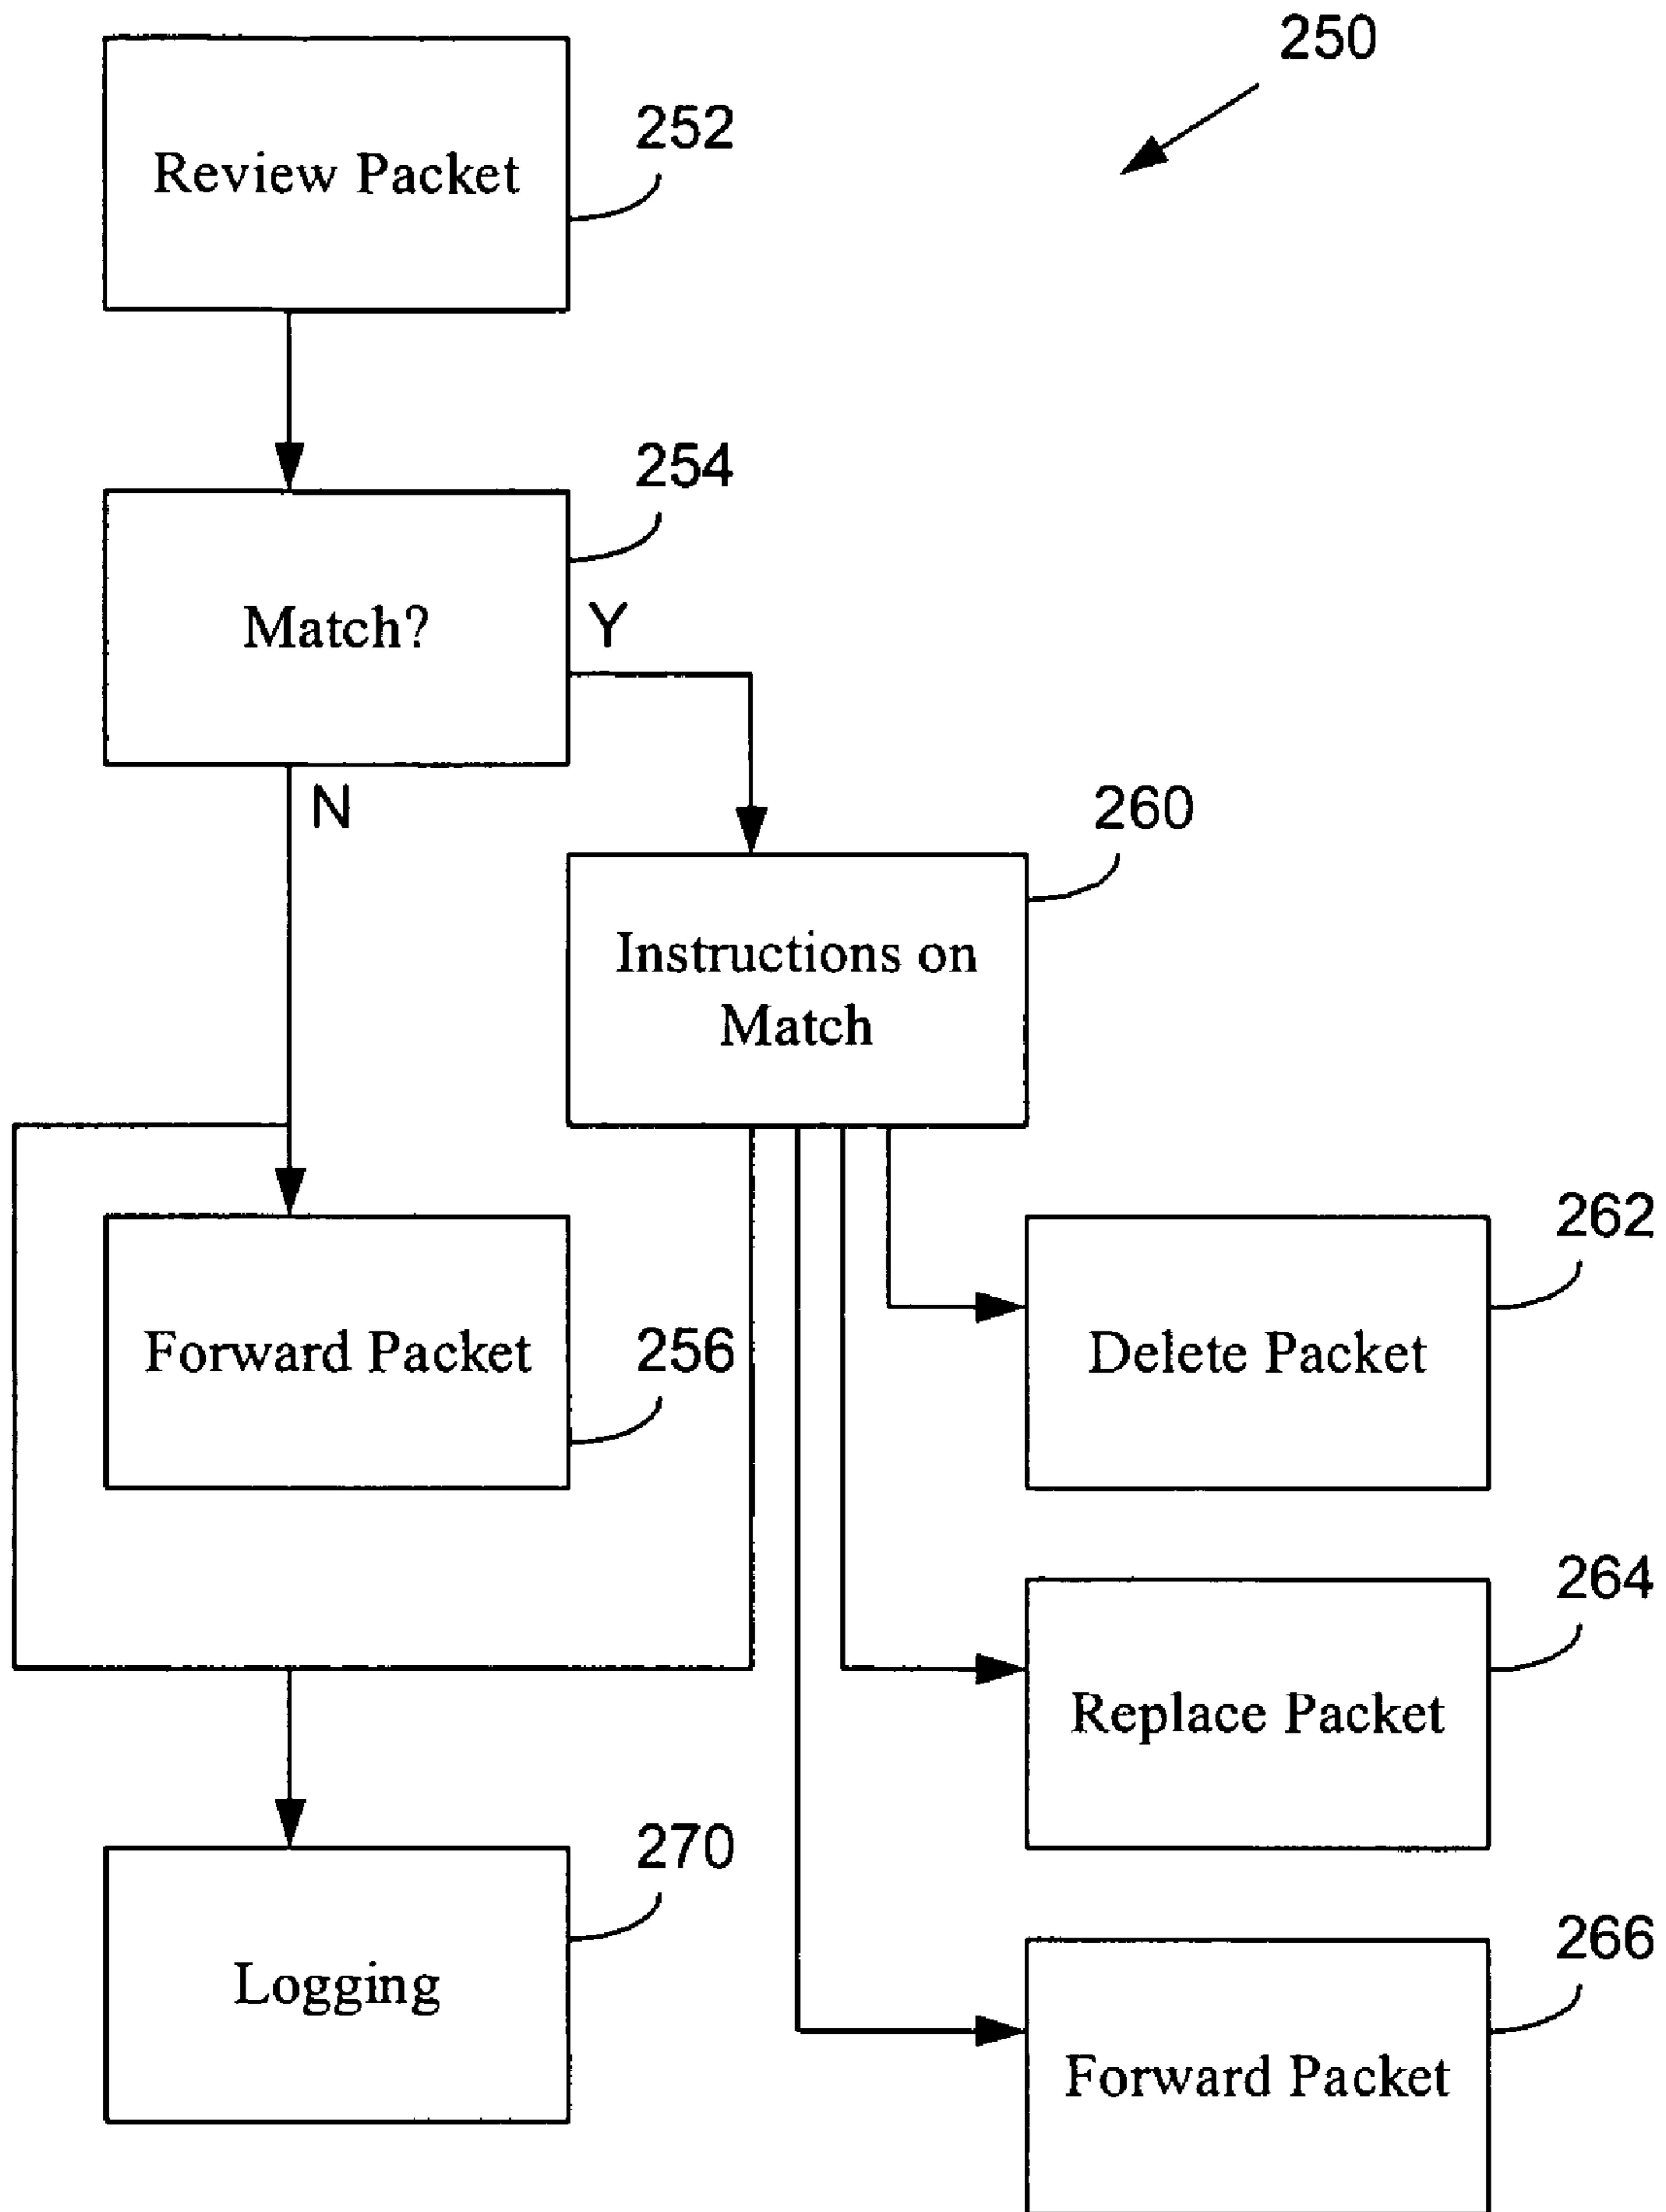 250
Review Packet
252
254
Match?
Y
N
260
Instructions on
Match
262
Forward Packet
256
Delete Packet
264
Replace Packet
270
266
Logging
Forward Packet